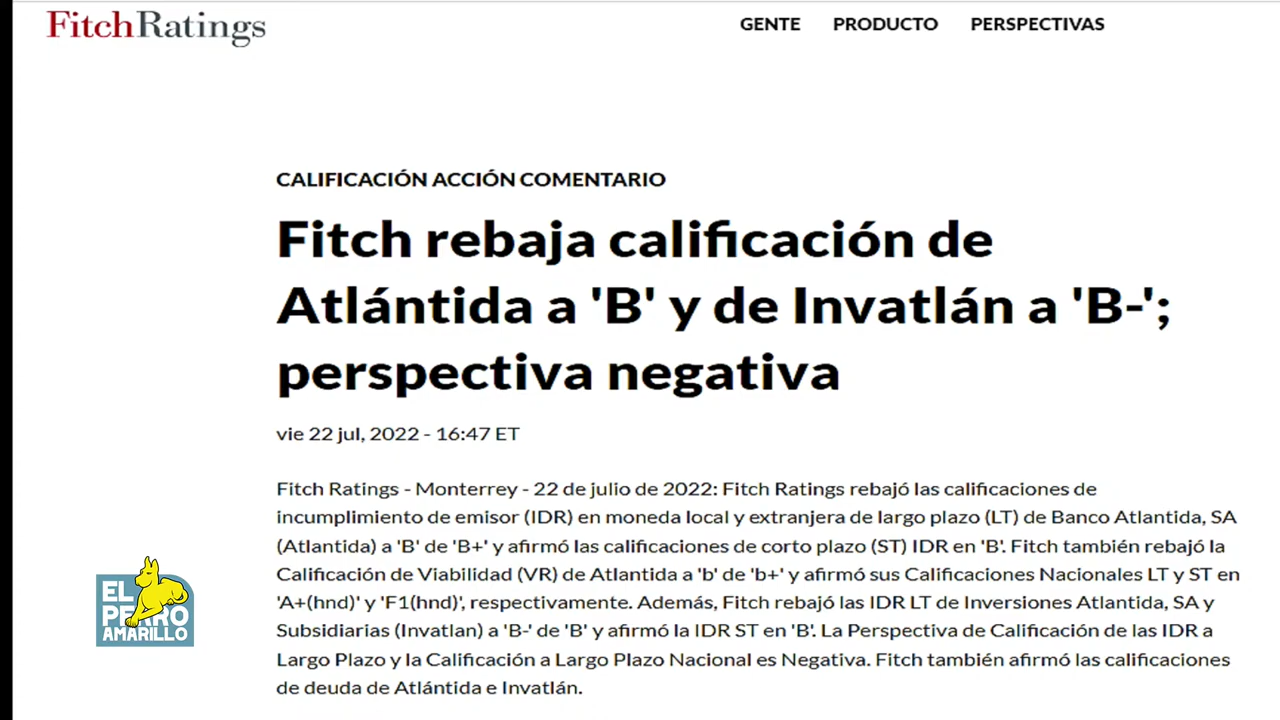 FitchRatings
GENTE PRODUCTO PERSPECTIVAS
CALIFICACIÓN ACCIÓN COMENTARIO
Fitch rebaja calificación de
Atlántida a 'B' y de Invatlán a 'B-';
perspectiva negativa
vie 22 jul, 2022 - 16:47 ET
Fitch Ratings - Monterrey - 22 de julio de 2022: Fitch Ratings rebajó las calificaciones de
incumplimiento de emisor (IDR) en moneda local y extranjera de largo plazo (LT) de Banco Atlantida, SA
(Atlantida) a 'B' de 'B+' y afirmó las calificaciones de corto plazo (ST) IDR en 'B'. Fitch también rebajó la
Calificación de Viabilidad (VR) de Atlantida a 'b' de 'b+' y afirmó sus Calificaciones Nacionales LT y ST en
'A+(hnd)' y 'F1(hnd)', respectivamente. Además, Fitch rebajó las IDR LT de Inversiones Atlantida, SA y
Subsidiarias (Invatlan) a 'B-' de 'B' y afirmó la IDR ST en 'B'. La Perspectiva de Calificación de las IDR a
Largo Plazo y la Calificación a Largo Plazo Nacional es Negativa. Fitch también afirmó las calificaciones
de deuda de Atlántida e Invatlán.
EL
PERRO
AMARILLO